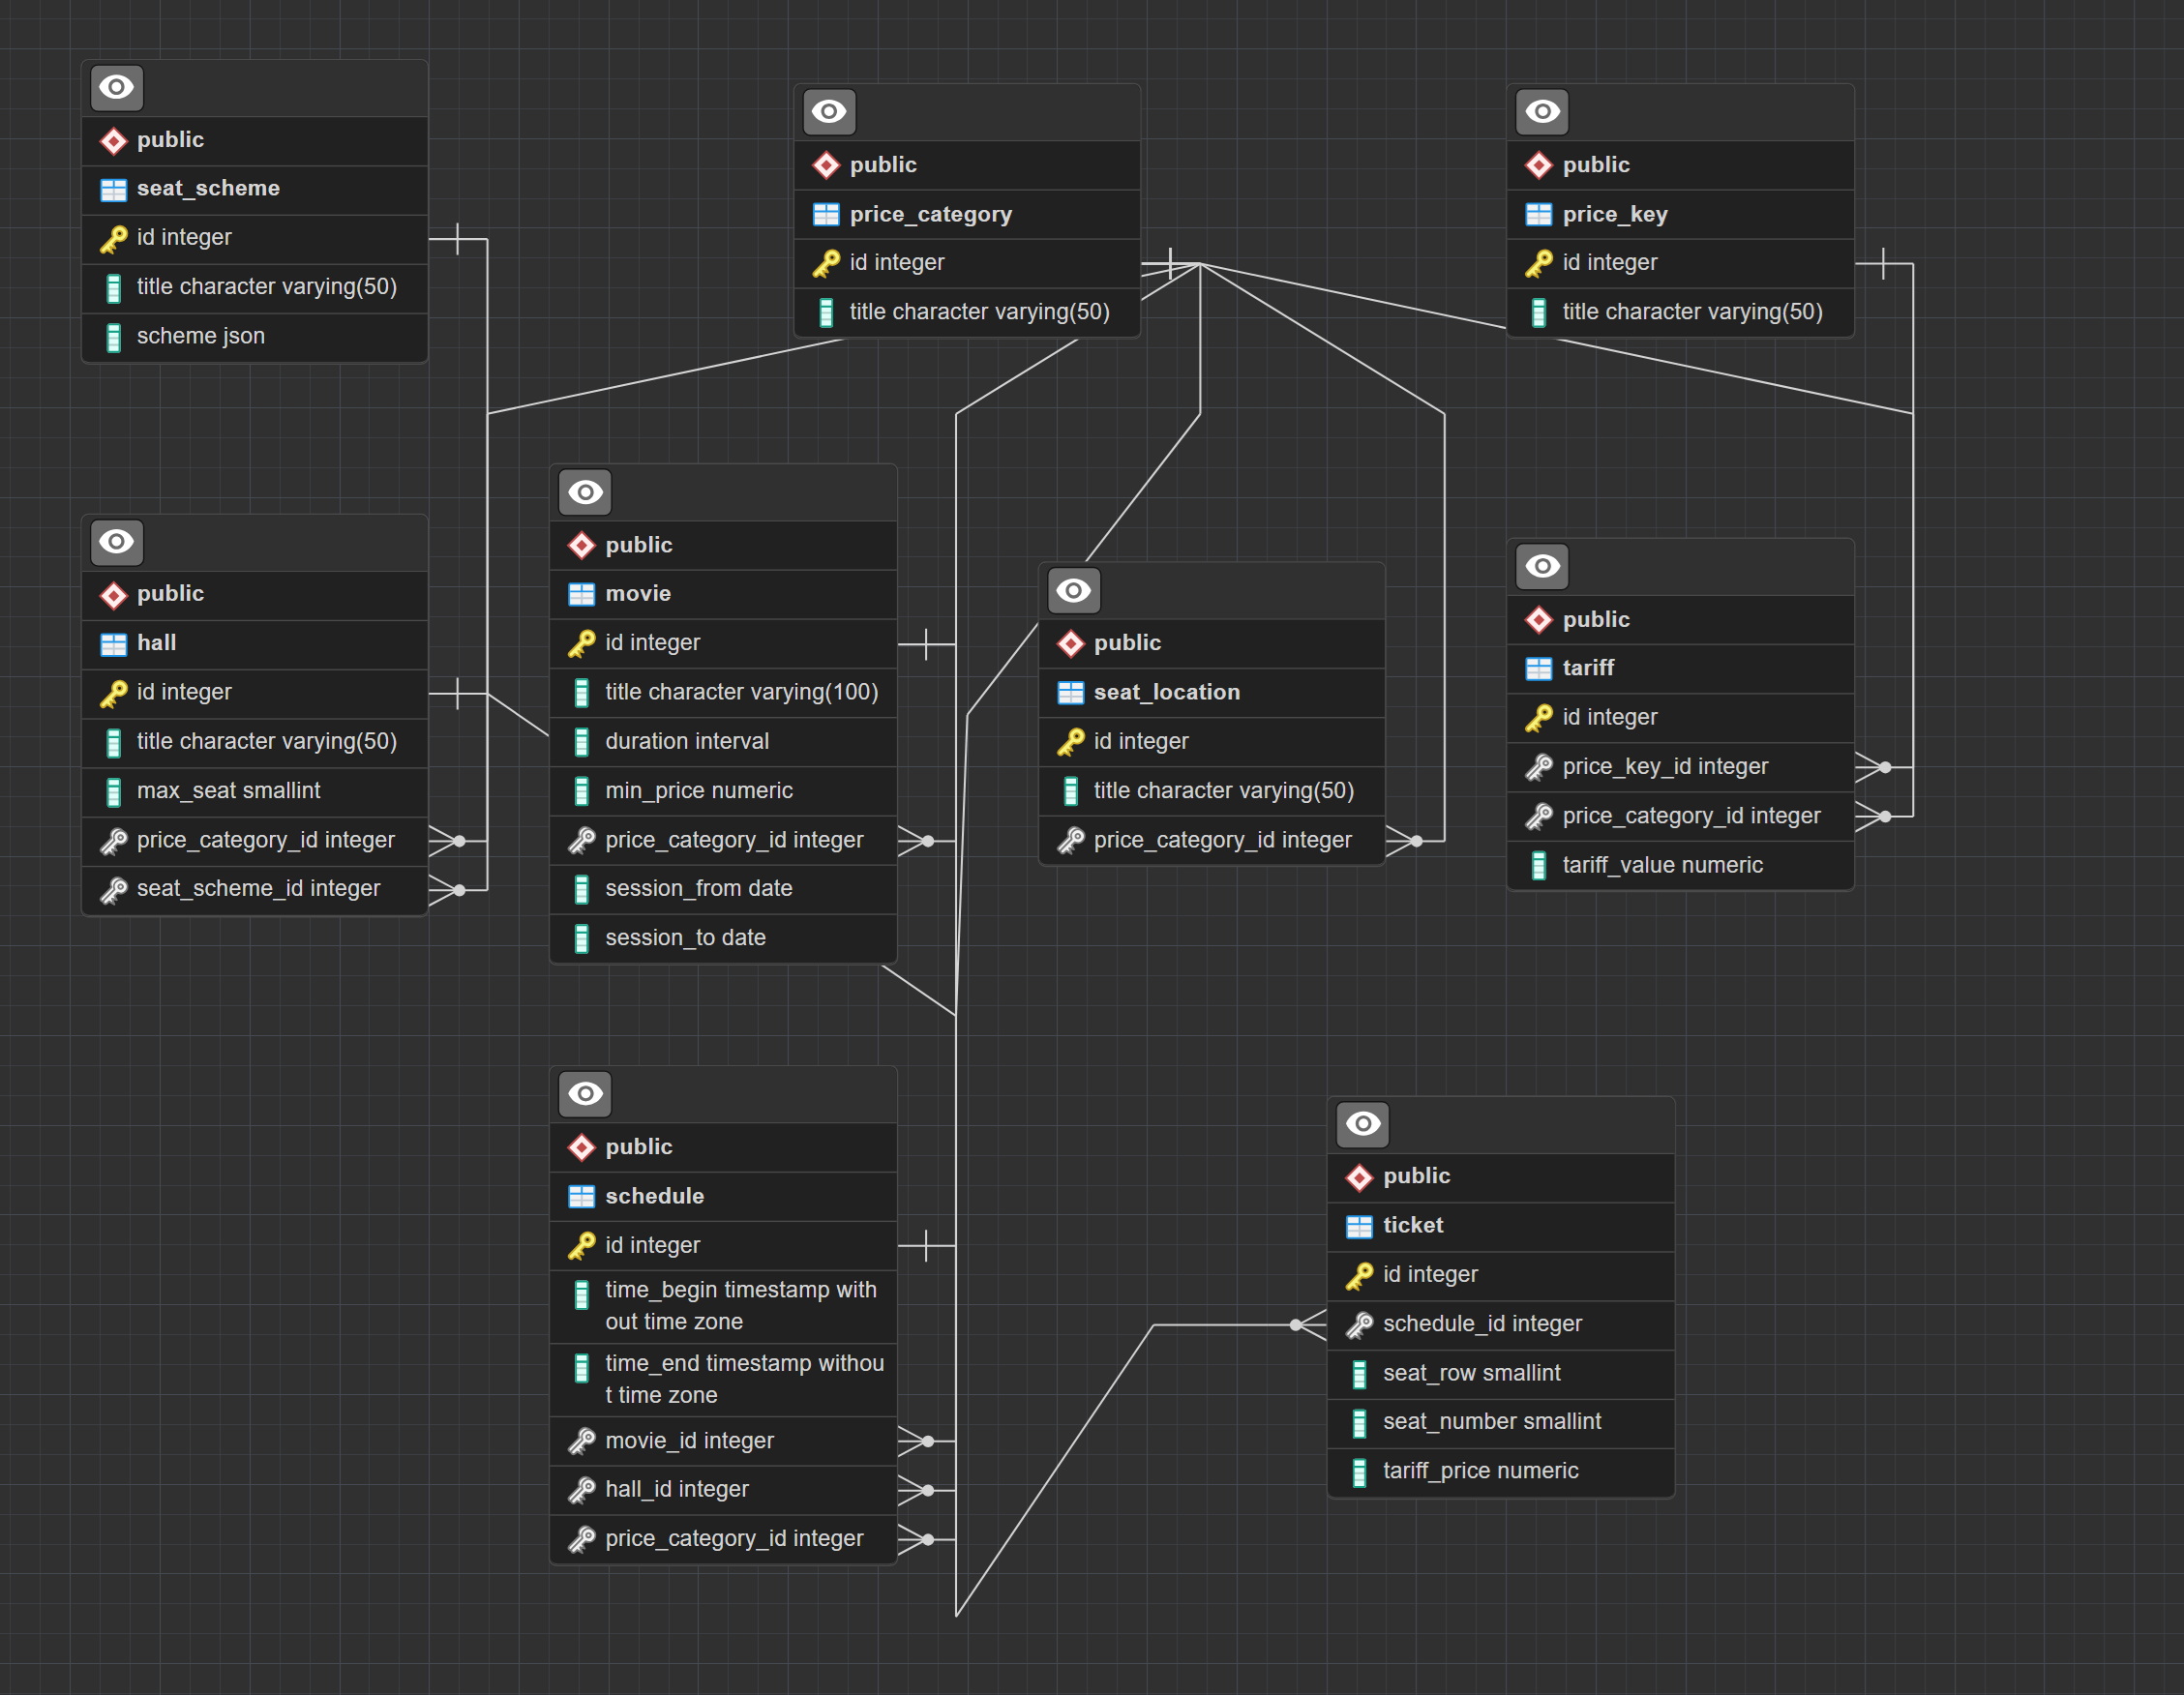 public
seat_scheme
id integer
title character varying(50)
scheme json
public
price_category
id integer
title character varying(50)
public
price_key
id integer
title character varying(50)
public
hall
id integer
title character varying(50)
max_seat smallint
price_category_id integer
seat_scheme_id integer
public
movie
id integer
title character varying(100)
duration interval
min_price numeric
price_category_id integer
session_from date
session_to date
public
seat_location
id integer
title character varying(50)
price_category_id integer
public
tariff
id integer
price_key_id integer
price_category_id integer
tariff_value numeric
public
schedule
id integer
time_begin timestamp with
out time zone
time_end timestamp withou
t time zone
movie_id integer
hall_id integer
price_category_id integer
public
ticket
id integer
schedule_id integer
seat_row smallint
seat_number smallint
tariff_price numeric